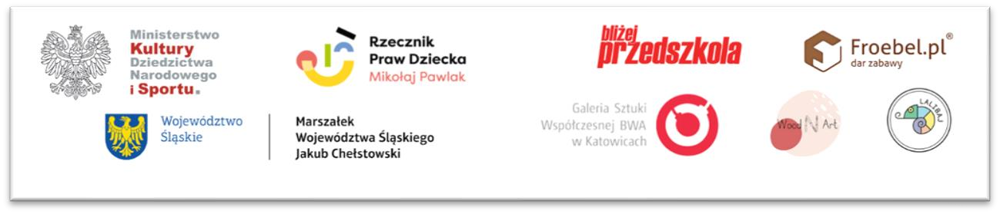 Ministerstwo
Kultury
Dziedzictwa
Narodowego
i Sportu.
Rzecznik
Praw Dziecka
Mikołaj Pawlak
bliżej
przedszkola
Froebel.pl®
dar zabawy
Województwo
Śląskie
Marszałek
Województwa Śląskiego
Jakub Chełstowski
Galeria Sztuki
Współczesnej BWA
w Katowicach
Wood N Art
LALIBAJ